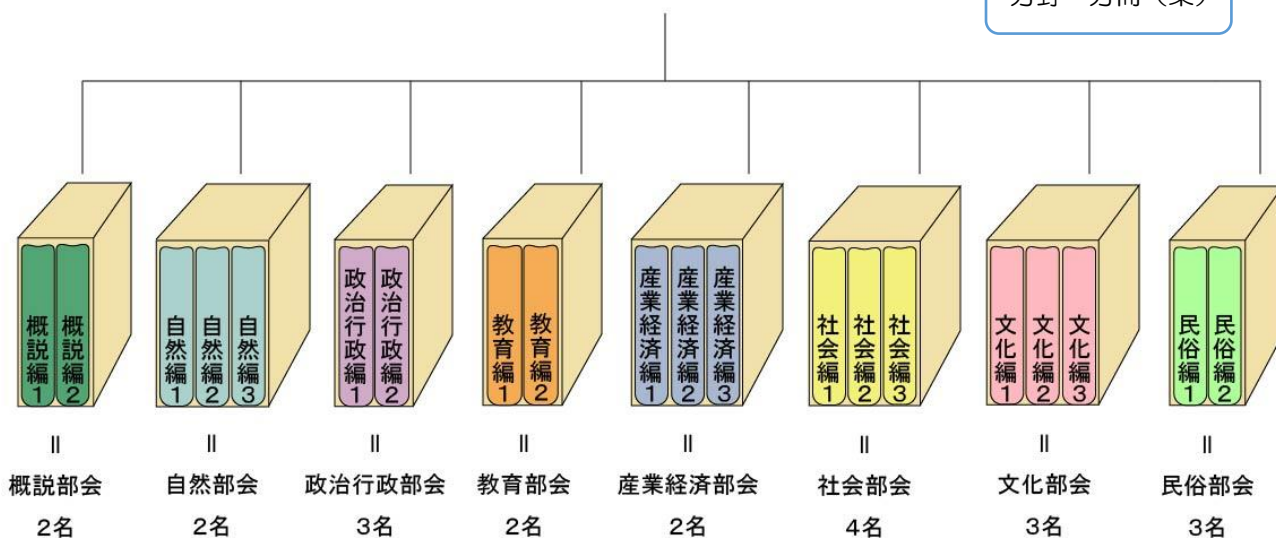 概説編1
概説編2
自然編1
自然編2
自然編3
政治行政編1
政治行政編2
教育編1
教育編2
産業経済編1
産業経済編2
産業経済編3
社会編1
社会編2
社会編3
文化編1
文化編2
文化編3
民俗編1
民俗編2
=
=
=
=
=
=
=
=
概説部会
自然部会
政治行政部会
教育部会
産業経済部会
社会部会
文化部会
民俗部会
2名
2名
3名
2名
2名
4名
3名
3名